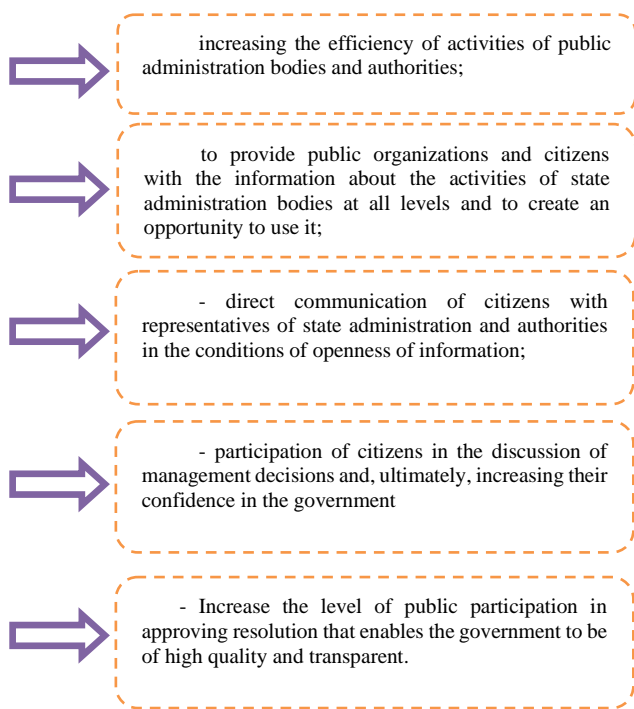 increasing the efficiency of activities of public
administration bodies and authorities;
to provide public organizations and citizens
with the information about the activities of state
administration bodies at all levels and to create an
opportunity to use it;
- direct communication of citizens with
representatives of state administration and authorities
in the conditions of openness of information;
- participation of citizens in the discussion of
management decisions and, ultimately, increasing their
confidence in the government
- Increase the level of public participation in
approving resolution that enables the government to be
of high quality and transparent.